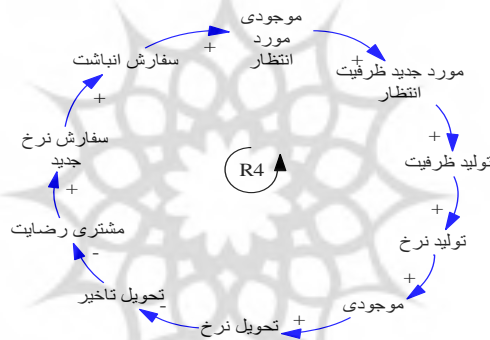 موجودی
مورد
انتظار
+
مورد جدید ظرفیت
انتظار
+
تولید ظرفیت
+
تولید نرخ
+
موجودی
+
تحویل نرخ
+
تحویل تاخیر
-
مشتری رضایت
-
سفارش نرخ
جدید
+
سفارش انباشت
+
+
R4